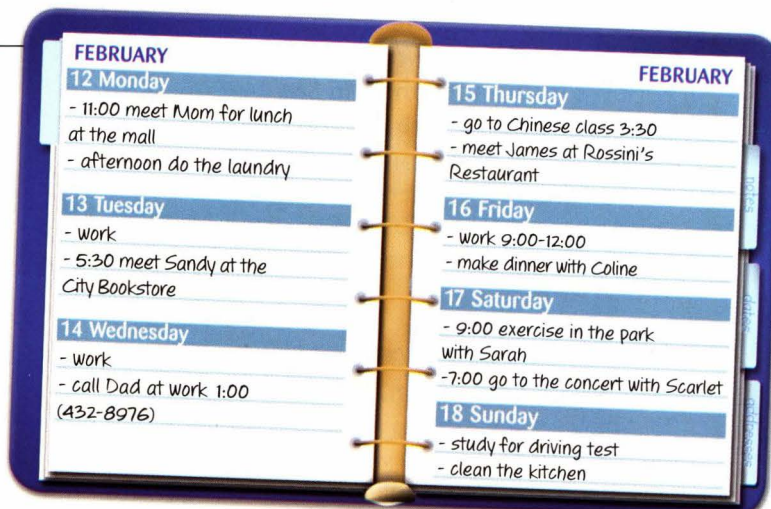 FEBRUARY
12 Monday
- 11:00 meet Mom for lunch
at the mall
- afternoon do the laundry
13 Tuesday
- work
- 5:30 meet Sandy at the
City Bookstore
14 Wednesday
- work
- call Dad at work 1:00
(432-8976)
FEBRUARY
15 Thursday
- go to Chinese class 3:30
- meet James at Rossini's
Restaurant
16 Friday
- work 9:00-12:00
- make dinner with Coline
17 Saturday
- 9:00 exercise in the park
with Sarah
-7:00 go to the concert with Scarlet
18 Sunday
- study for driving test
- clean the kitchen
notes
dates
addresses